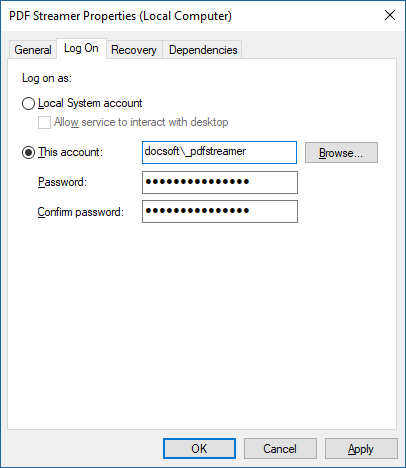 PDF Streamer Properties (Local Computer)
General Log On Recovery Dependencies
Log on as:
Local System account
Allow service to interact with desktop
This account: docsoft\_pdfstreamer Browse...
Password: ●●●●●●●●●●●●●●●
Confirm password: ●●●●●●●●●●●●●●●
OK Cancel Apply